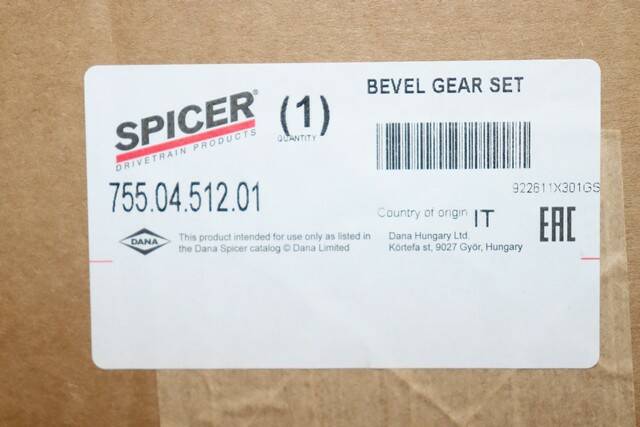 SPICER®
DRIVETRAIN PRODUCTS
(1)
QUANTITY
BEVEL GEAR SET
922611X301GS
755.04.512.01
Country of origin IT
DANA
This product intended for use only as listed in
the Dana Spicer catalog © Dana Limited
Dana Hungary Ltd.
Körtefa st, 9027 Győr, Hungary
EAC